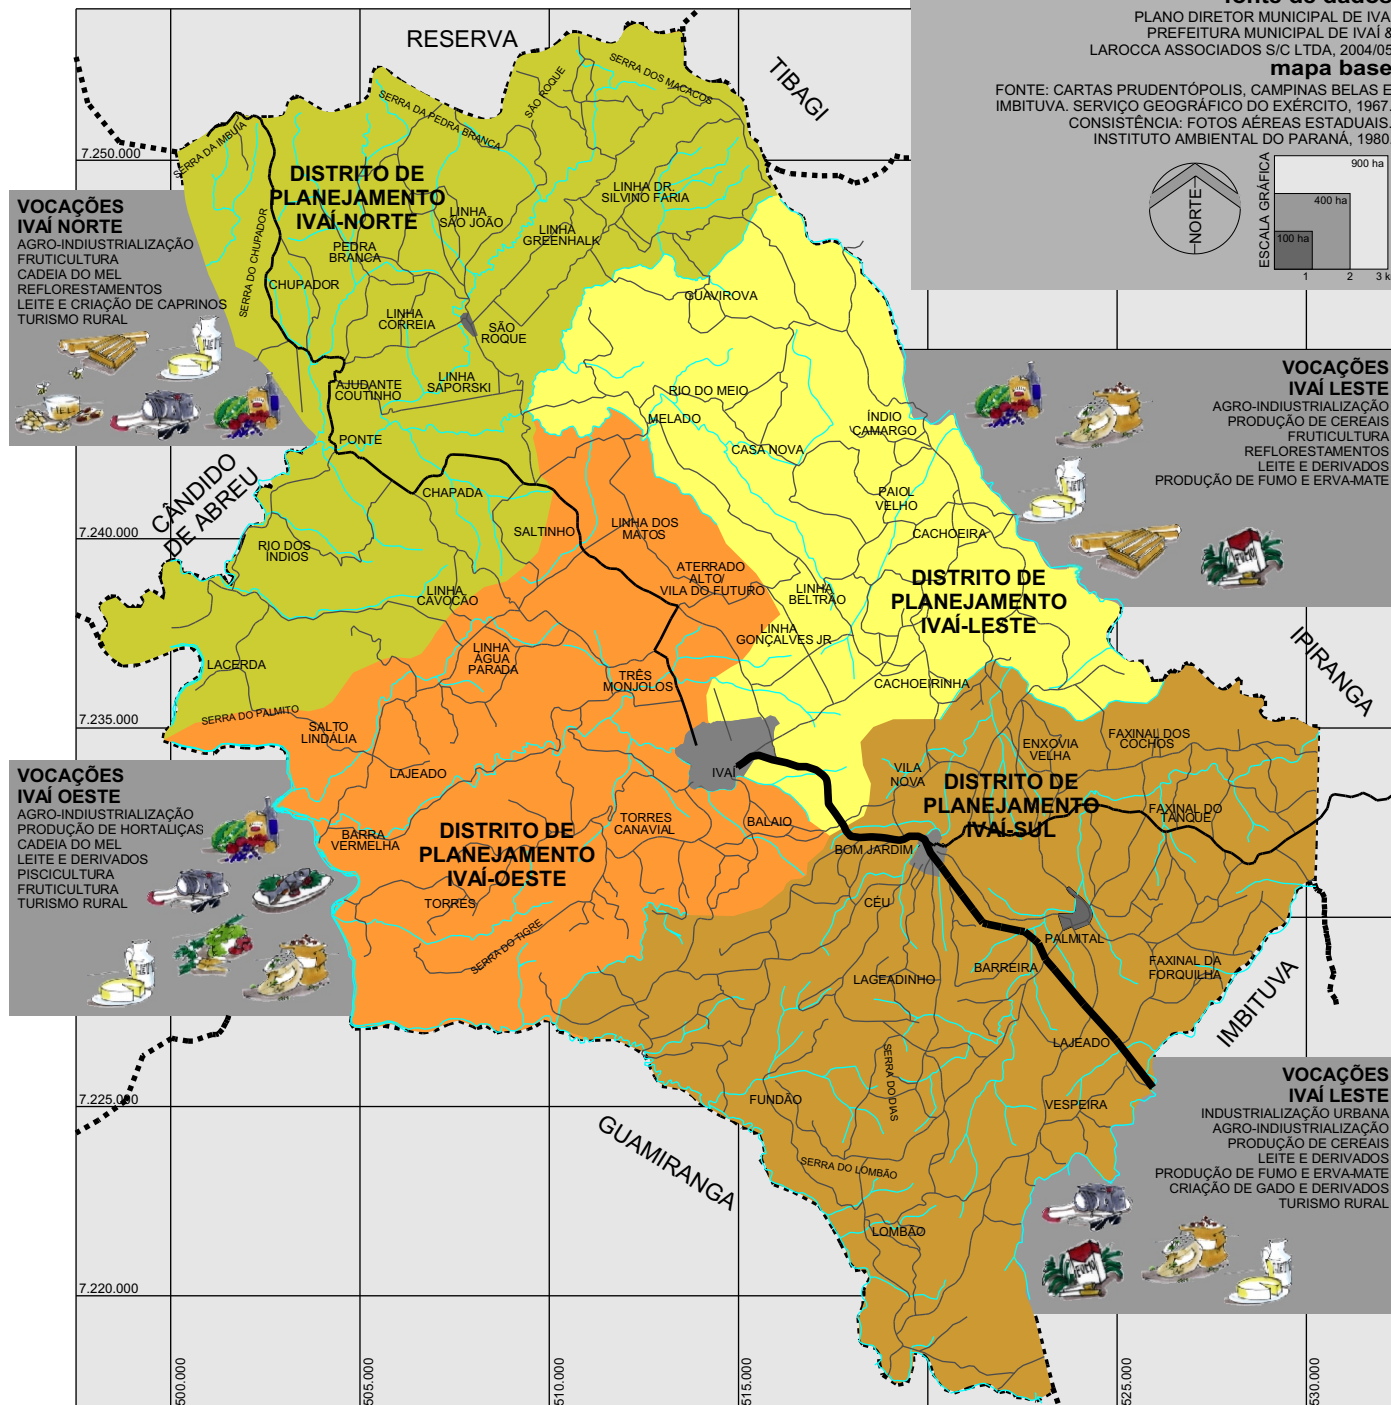 fonte de dados
PLANO DIRETOR MUNICIPAL DE IVA
PREFEITURA MUNICIPAL DE IVAÍ &
LAROCCA ASSOCIADOS S/C LTDA, 2004/05
mapa base
FONTE: CARTAS PRUDENTÓPOLIS, CAMPINAS BELAS E
IMBITUVA. SERVIÇO GEOGRÁFICO DO EXÉRCITO, 1967.
CONSISTÊNCIA: FOTOS AÉREAS ESTADUAIS.
INSTITUTO AMBIENTAL DO PARANÁ, 1980.
NORTE
ESCALA GRÁFICA
900 ha
400 ha
100 ha
1 2 3 k
RESERVA
TIBAGI
CÂNDIDO
DE ABREU
IPIRANGA
IMBITUVA
GUAMIRANGA
7.250.000
7.240.000
7.235.000
7.225.000
7.220.000
500.000
505.000
510.000
515.000
525.000
530.000
VOCAÇÕES
IVAÍ NORTE
AGRO-INDIUSTRIALIZAÇÃO
FRUTICULTURA
CADEIA DO MEL
REFLORESTAMENTOS
LEITE E CRIAÇÃO DE CAPRINOS
TURISMO RURAL
VOCAÇÕES
IVAÍ LESTE
AGRO-INDIUSTRIALIZAÇÃO
PRODUÇÃO DE CEREAIS
FRUTICULTURA
REFLORESTAMENTOS
LEITE E DERIVADOS
PRODUÇÃO DE FUMO E ERVA-MATE
VOCAÇÕES
IVAÍ OESTE
AGRO-INDIUSTRIALIZAÇÃO
PRODUÇÃO DE HORTALIÇAS
CADEIA DO MEL
LEITE E DERIVADOS
PISCICULTURA
FRUTICULTURA
TURISMO RURAL
VOCAÇÕES
IVAÍ LESTE
INDUSTRIALIZAÇÃO URBANA
AGRO-INDIUSTRIALIZAÇÃO
PRODUÇÃO DE CEREAIS
LEITE E DERIVADOS
PRODUÇÃO DE FUMO E ERVA-MATE
CRIAÇÃO DE GADO E DERIVADOS
TURISMO RURAL
DISTRITO DE
PLANEJAMENTO
IVAÍ-NORTE
SERRA DA IMBUIA
SERRA DO CHUPADOR
SERRA DA PEDRA BRANCA
SÃO ROQUE
SERRA DOS MACACOS
LINHA DR.
SILVINO FARIA
LINHA
SÃO JOÃO
LINHA
GREENHALK
PEDRA
BRANCA
CHUPADOR
LINHA
CORREIA
SÃO
ROQUE
AJUDANTE
COUTINHO
LINHA
SAPORSKI
PONTE
CHAPADA
SALTINHO
RIO DOS
ÍNDIOS
LINHA
CAVOCÃO
LACERDA
SERRA DO PALMITO
DISTRITO DE
PLANEJAMENTO
IVAÍ-LESTE
GUAVIROVA
RIO DO MEIO
MELADO
CASA NOVA
ÍNDIO
CAMARGO
PAIOL
VELHO
CACHOEIRA
LINHA
BELTRÃO
LINHA
GONÇALVES JR
CACHOEIRINHA
DISTRITO DE
PLANEJAMENTO
IVAÍ-OESTE
LINHA DOS
MATOS
ATERRADO
ALTO/
VILA DO FUTURO
LINHA
ÁGUA
PARADA
TRÊS
MONJOLOS
SALTO
LINDÁLIA
LAJEADO
BARRA
VERMELHA
IVAÍ
TORRES
CANAVIAL
BALAIO
TORRES
SERRA DO TIGRE
DISTRITO DE
PLANEJAMENTO
IVAÍ-SUL
VILA
NOVA
ENXOVIA
VELHA
FAXINAL DOS
COCHOS
FAXINAL DO
TANQUE
BOM JARDIM
CÉU
PALMITAL
BARREIRA
LAGEADINHO
FAXINAL DA
FORQUILHA
LAJEADO
VESPEIRA
SERRA DO DIAS
FUNDÃO
SERRA DO LOMBÃO
LOMBÃO